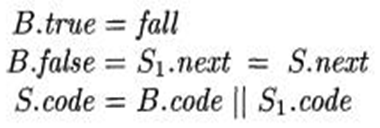 B.true = fall
B.false = S₁.next = S.next
S.code = B.code || S₁.code